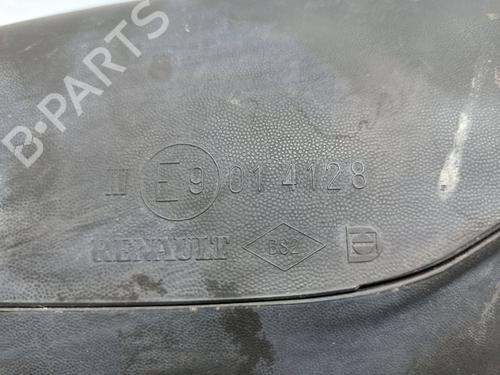 B-PARTS
II E9 014128
RENAULT BSZ